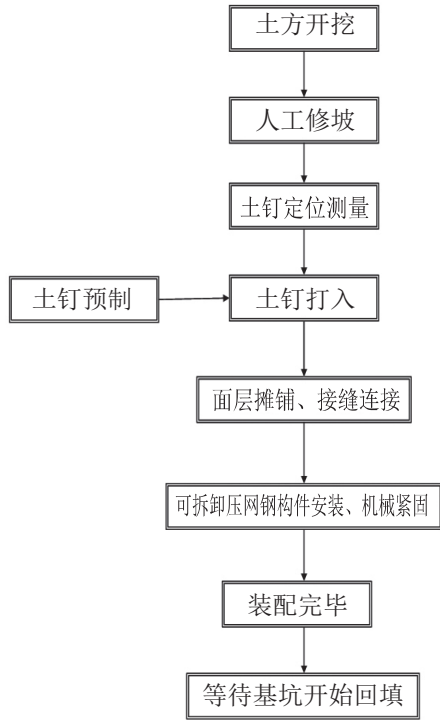 土方开挖
人工修坡
土钉定位测量
土钉预制
土钉打入
面层摊铺、接缝连接
可拆卸压网钢构件安装、机械紧固
装配完毕
等待基坑开始回填